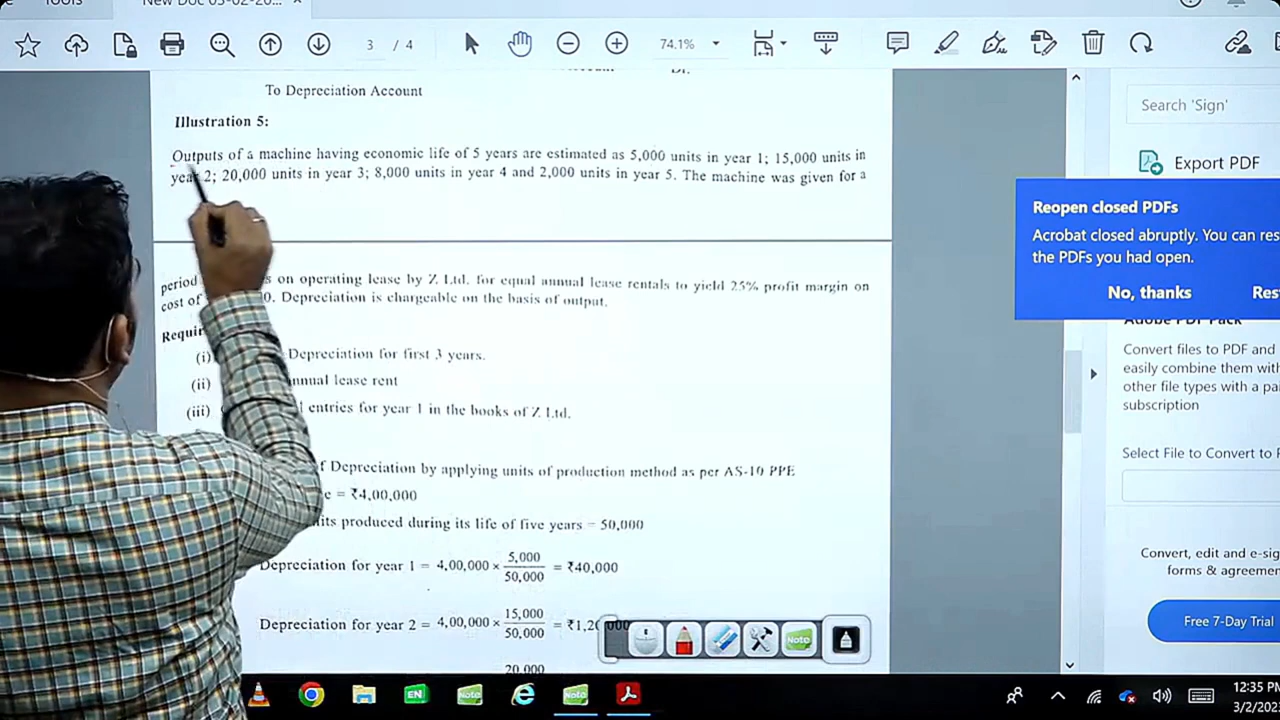 Tools
New Doc 03-02-20...
3 / 4
74.1%
To Depreciation Account
Illustration 5:
Outputs of a machine having economic life of 5 years are estimated as 5,000 units in year 1; 15,000 units in
year 2; 20,000 units in year 3; 8,000 units in year 4 and 2,000 units in year 5. The machine was given for a
period s on operating lease by Z Ltd. for equal annual lease rentals to yield 25% profit margin on
cost of 0. Depreciation is chargeable on the basis of output.
Requir
(i) Depreciation for first 3 years.
(ii) nnual lease rent
(iii) l entries for year 1 in the books of Z Ltd.
f Depreciation by applying units of production method as per AS-10 PPE
e = ₹4,00,000
its produced during its life of five years = 50,000
Depreciation for year 1 = 4,00,000 × 5,000 / 50,000 = ₹40,000
Depreciation for year 2 = 4,00,000 × 15,000 / 50,000 = ₹1,20,000
20,000
Search 'Sign'
Export PDF
Reopen closed PDFs
Acrobat closed abruptly. You can res
the PDFs you had open.
No, thanks Res
Adobe PDF Pack
Convert files to PDF and
easily combine them with
other file types with a pai
subscription
Select File to Convert to P
Convert, edit and e-sig
forms & agreemen
Free 7-Day Trial
Note
EN
Note
Note
12:35 PM
3/2/202